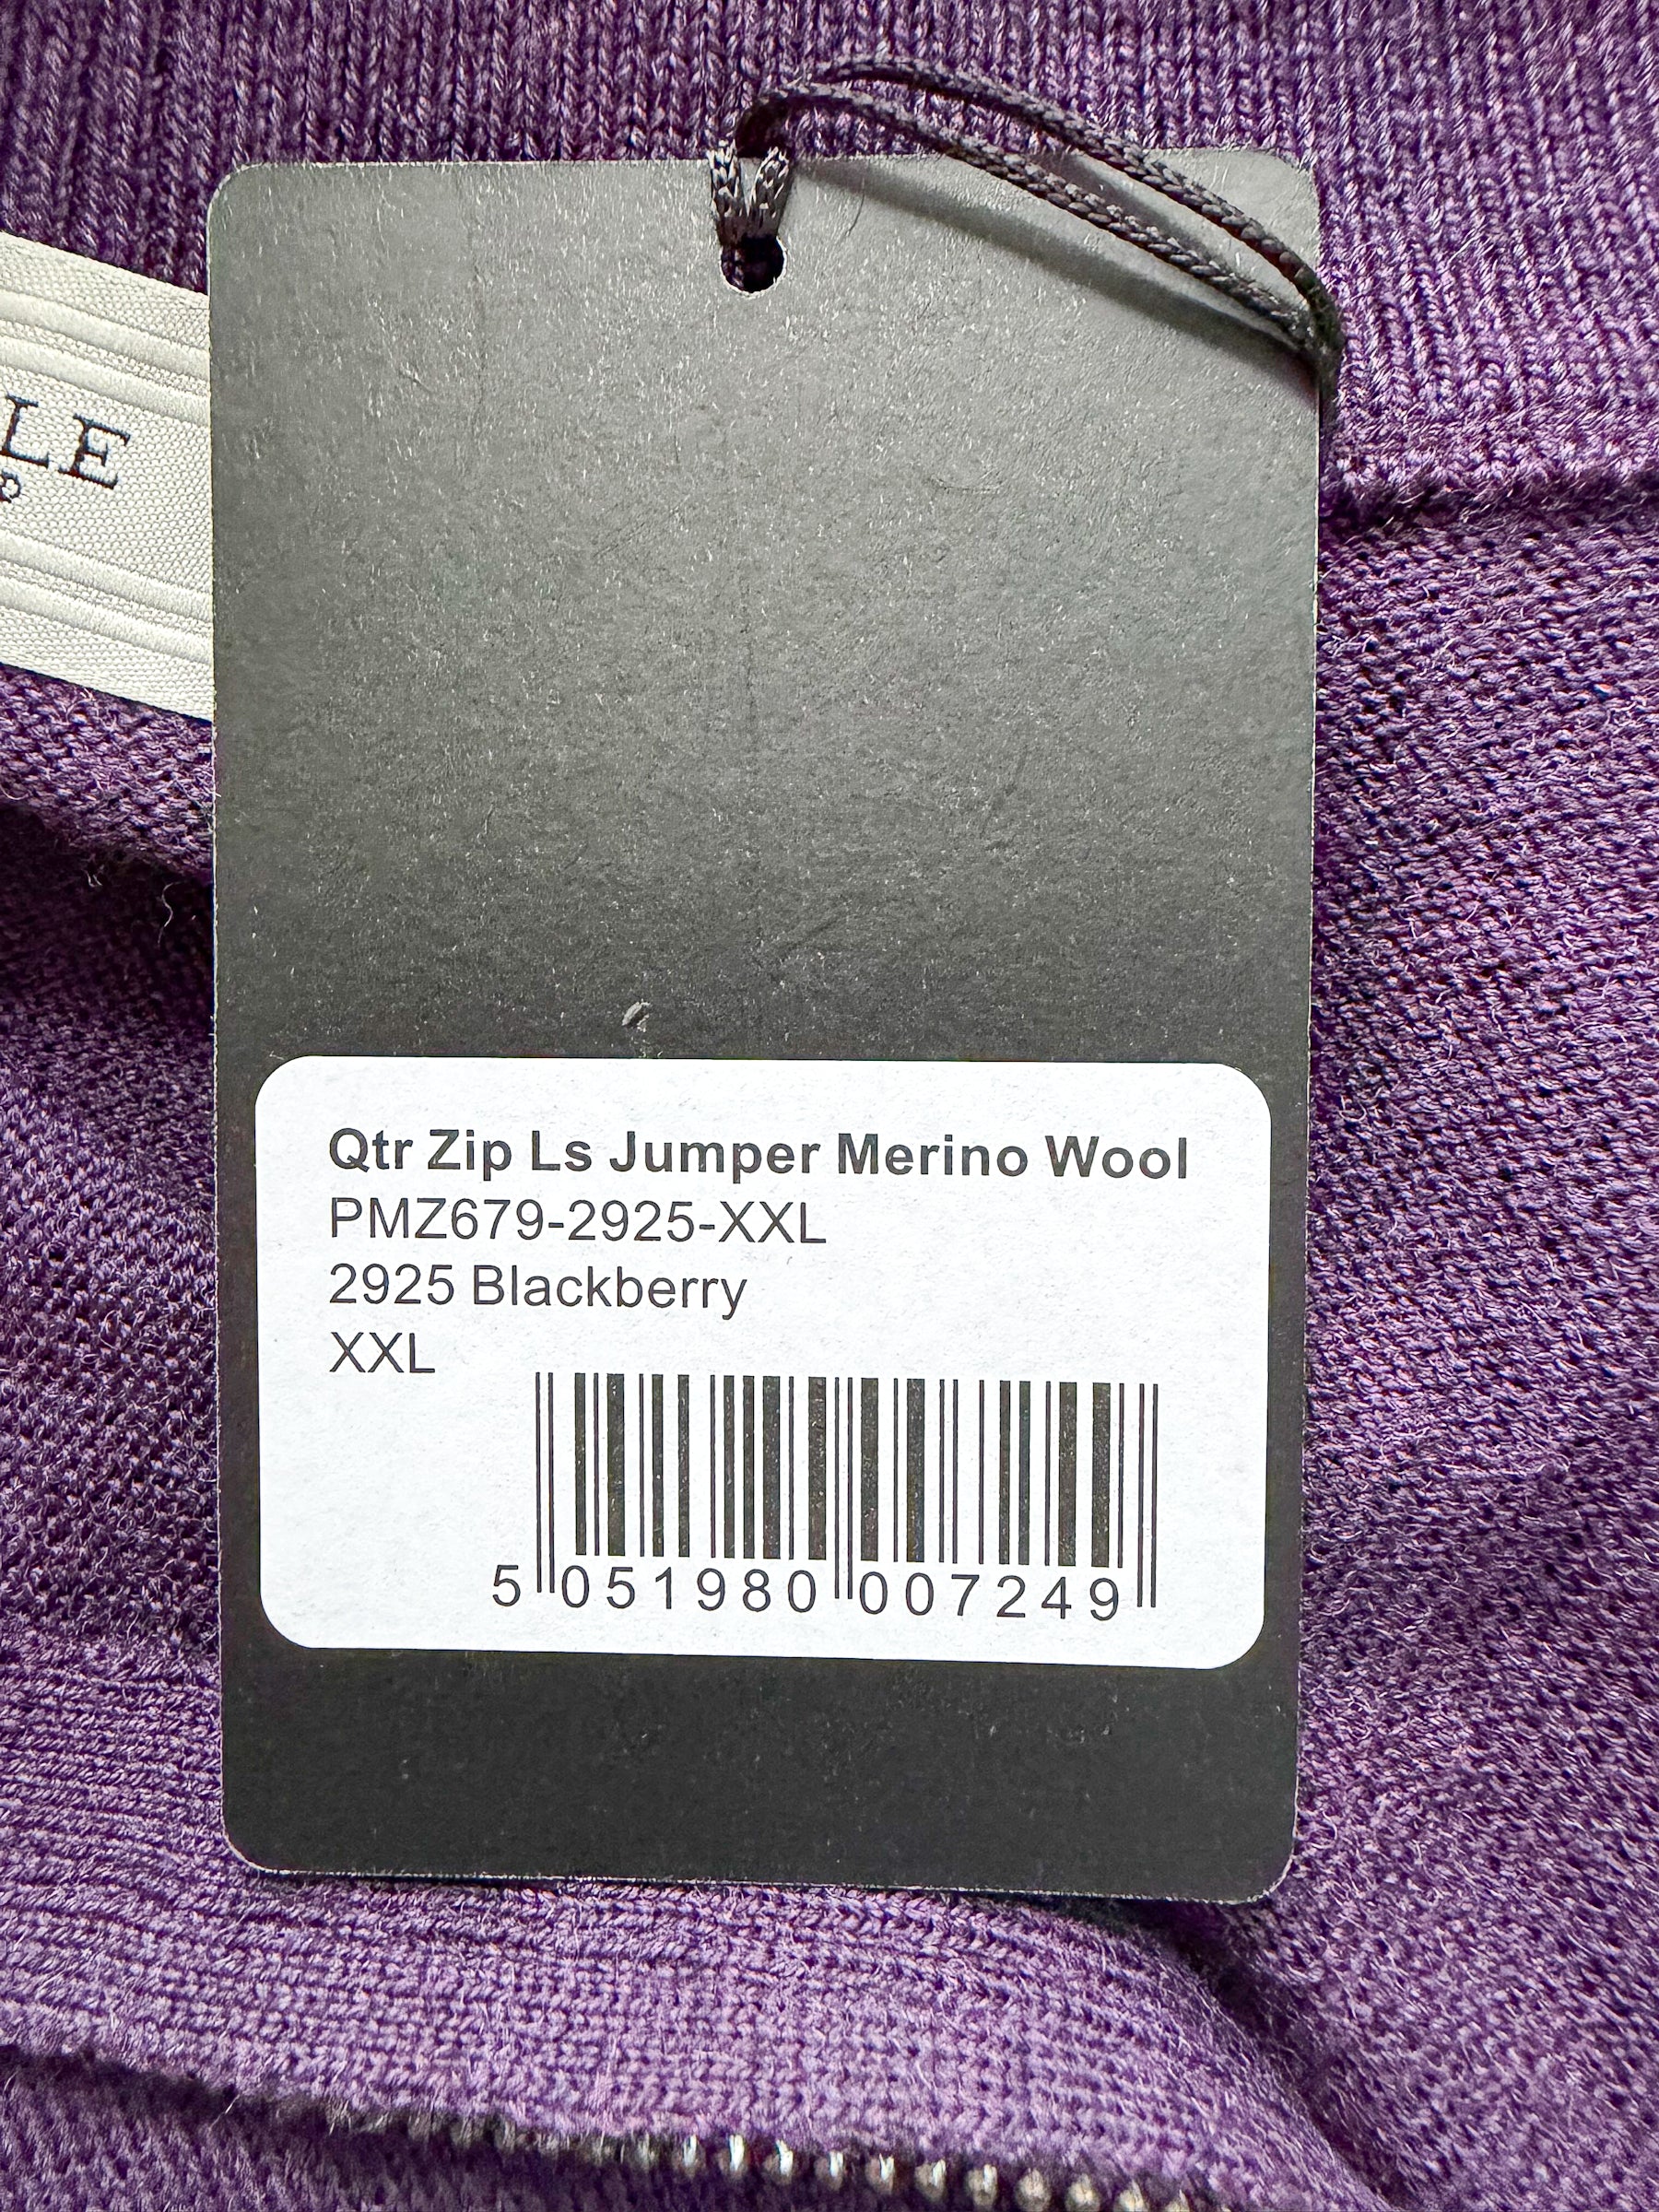 LE
Qtr Zip Ls Jumper Merino Wool
PMZ679-2925-XXL
2925 Blackberry
XXL
5 051980 007249